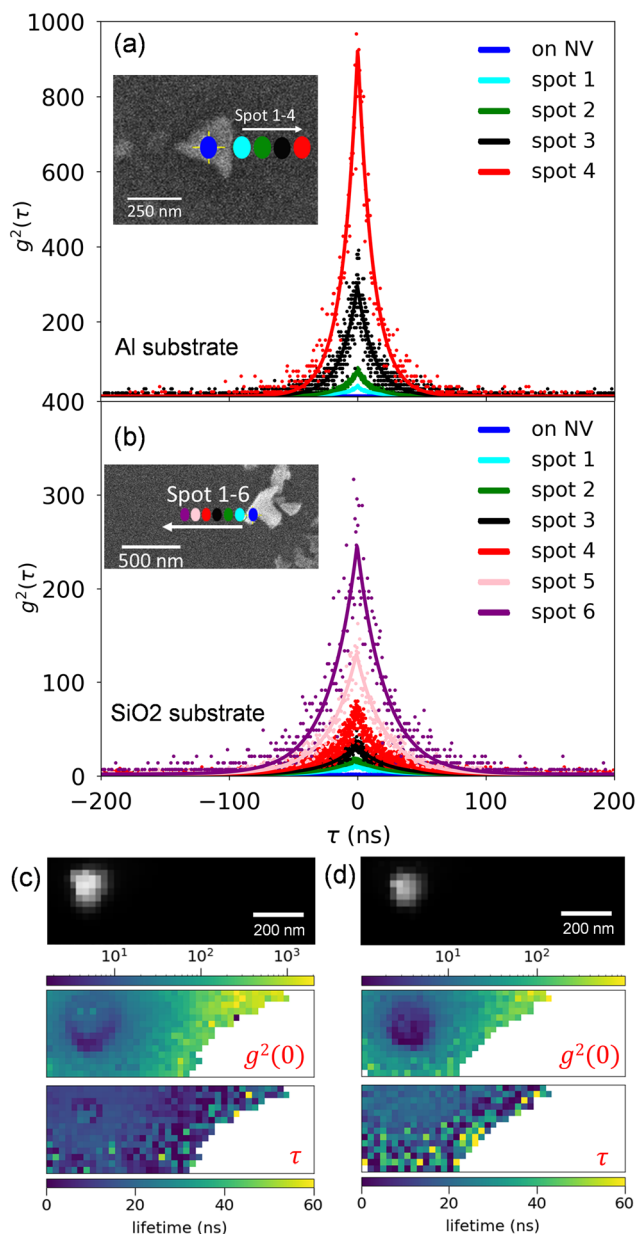 (a)
1000
800
600
400
200
g²(τ)
Spot 1-4
250 nm
on NV
spot 1
spot 2
spot 3
spot 4
Al substrate
-100
0
100
(b)
400
300
200
100
0
g²(τ)
Spot 1-6
500 nm
on NV
spot 1
spot 2
spot 3
spot 4
spot 5
spot 6
SiO2 substrate
−200
−100
0
100
200
τ (ns)
(c)
200 nm
10¹ 10² 10³
g²(0)
τ
0 20 40 60
lifetime (ns)
(d)
200 nm
10¹ 10²
g²(0)
τ
0 20 40 60
lifetime (ns)